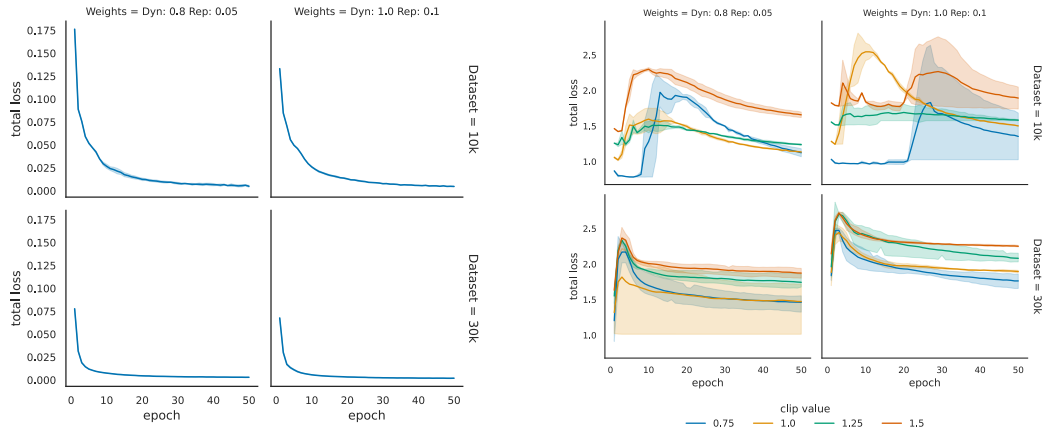 Weights = Dyn: 0.8 Rep: 0.05
Weights = Dyn: 1.0 Rep: 0.1
0.175
0.150
0.125
0.100
0.075
0.050
0.025
0.000
total loss
Dataset = 10k
0.175
0.150
0.125
0.100
0.075
0.050
0.025
0.000
total loss
Dataset = 30k
0 10 20 30 40 50
0 10 20 30 40 50
epoch
epoch
Weights = Dyn: 0.8 Rep: 0.05
Weights = Dyn: 1.0 Rep: 0.1
2.5
2.0
1.5
1.0
total loss
Dataset = 10k
2.5
2.0
1.5
1.0
total loss
Dataset = 30k
0 10 20 30 40 50
0 10 20 30 40 50
epoch
epoch
clip value
0.75 1.0 1.25 1.5